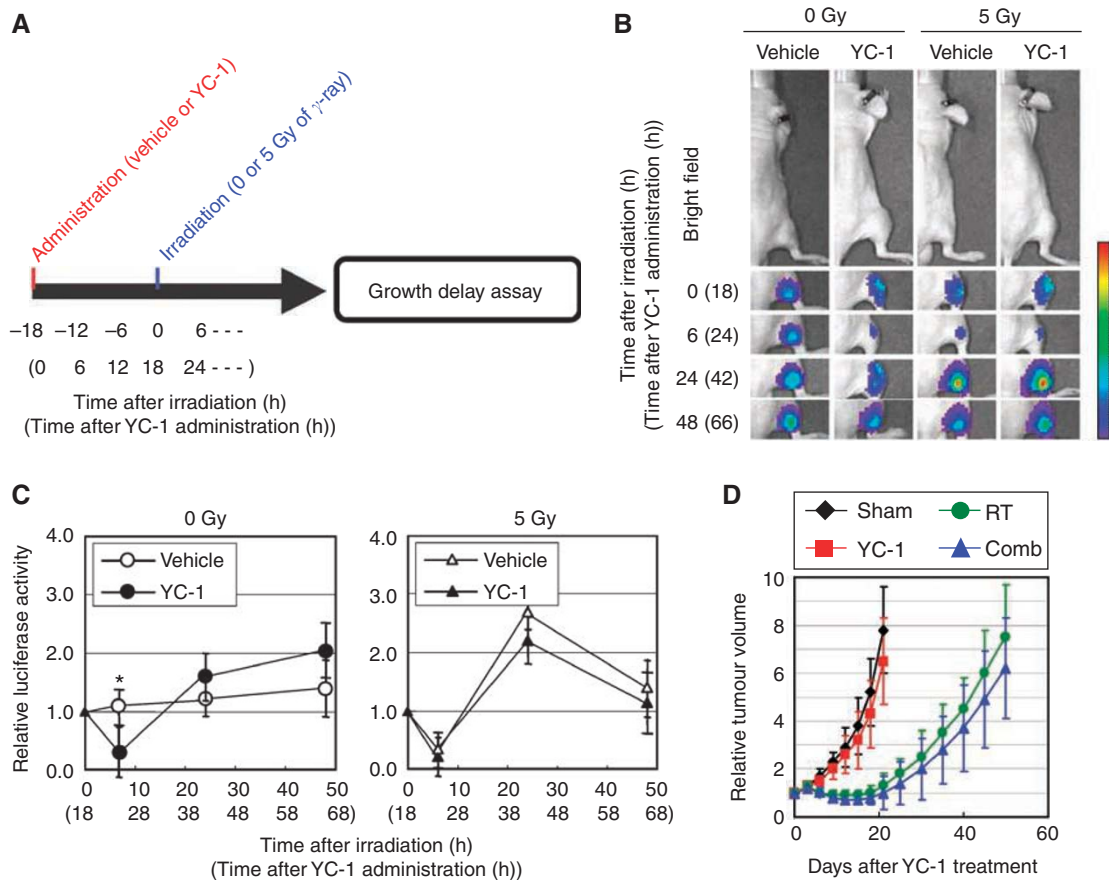 A
Administration (vehicle or YC-1)
Irradiation (0 or 5 Gy of γ-ray)
Growth delay assay
–18 –12 –6 0 6 - - -
(0 6 12 18 24 - - - )
Time after irradiation (h)
(Time after YC-1 administration (h))
B
0 Gy 5 Gy
Vehicle YC-1 Vehicle YC-1
Time after irradiation (h)
(Time after YC-1 administration (h))
Bright field
0 (18)
6 (24)
24 (42)
48 (66)
C
0 Gy
Relative luciferase activity
4.0
3.0
2.0
1.0
0.0
Vehicle
YC-1
*
0 10 20 30 40 50
(18 28 38 48 58 68)
5 Gy
4.0
3.0
2.0
1.0
0.0
Vehicle
YC-1
0 10 20 30 40 50
(18 28 38 48 58 68)
Time after irradiation (h)
(Time after YC-1 administration (h))
D
Sham RT
YC-1 Comb
Relative tumour volume
10
8
6
4
2
0
0 20 40 60
Days after YC-1 treatment